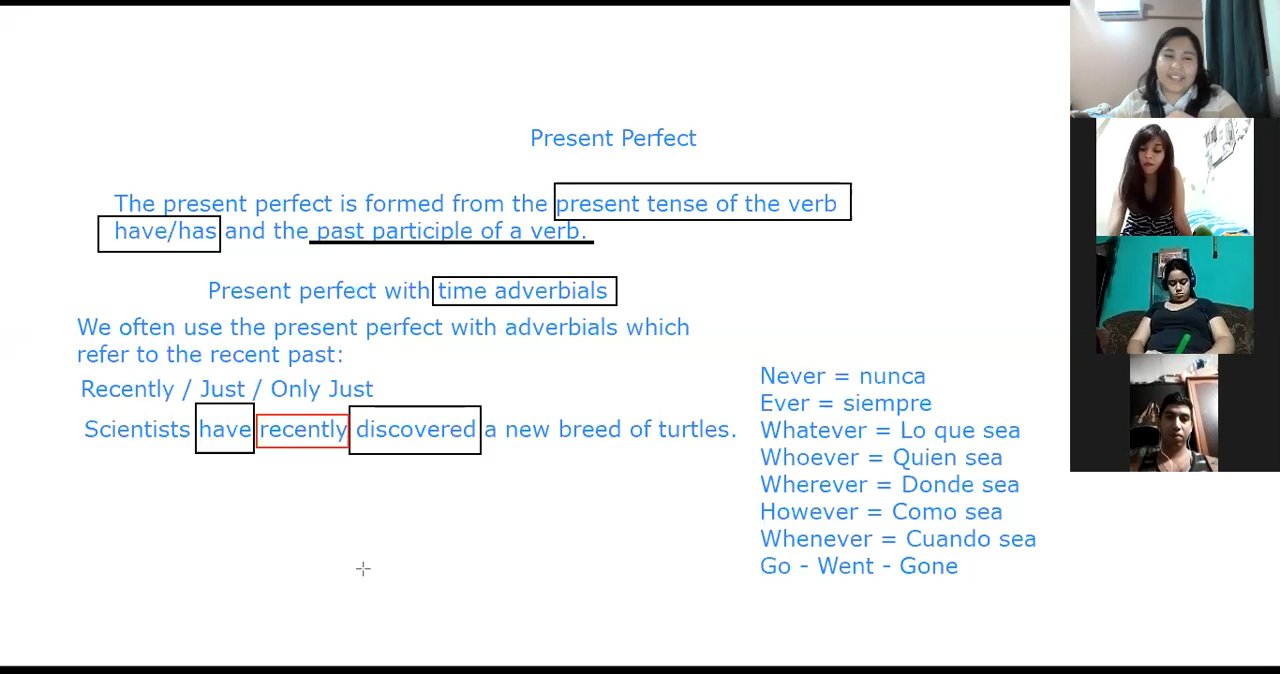 Present Perfect
The present perfect is formed from the present tense of the verb
have/has and the past participle of a verb.
Present perfect with time adverbials
We often use the present perfect with adverbials which
refer to the recent past:
Recently / Just / Only Just
Scientists have recently discovered a new breed of turtles.
Never = nunca
Ever = siempre
Whatever = Lo que sea
Whoever = Quien sea
Wherever = Donde sea
However = Como sea
Whenever = Cuando sea
Go - Went - Gone